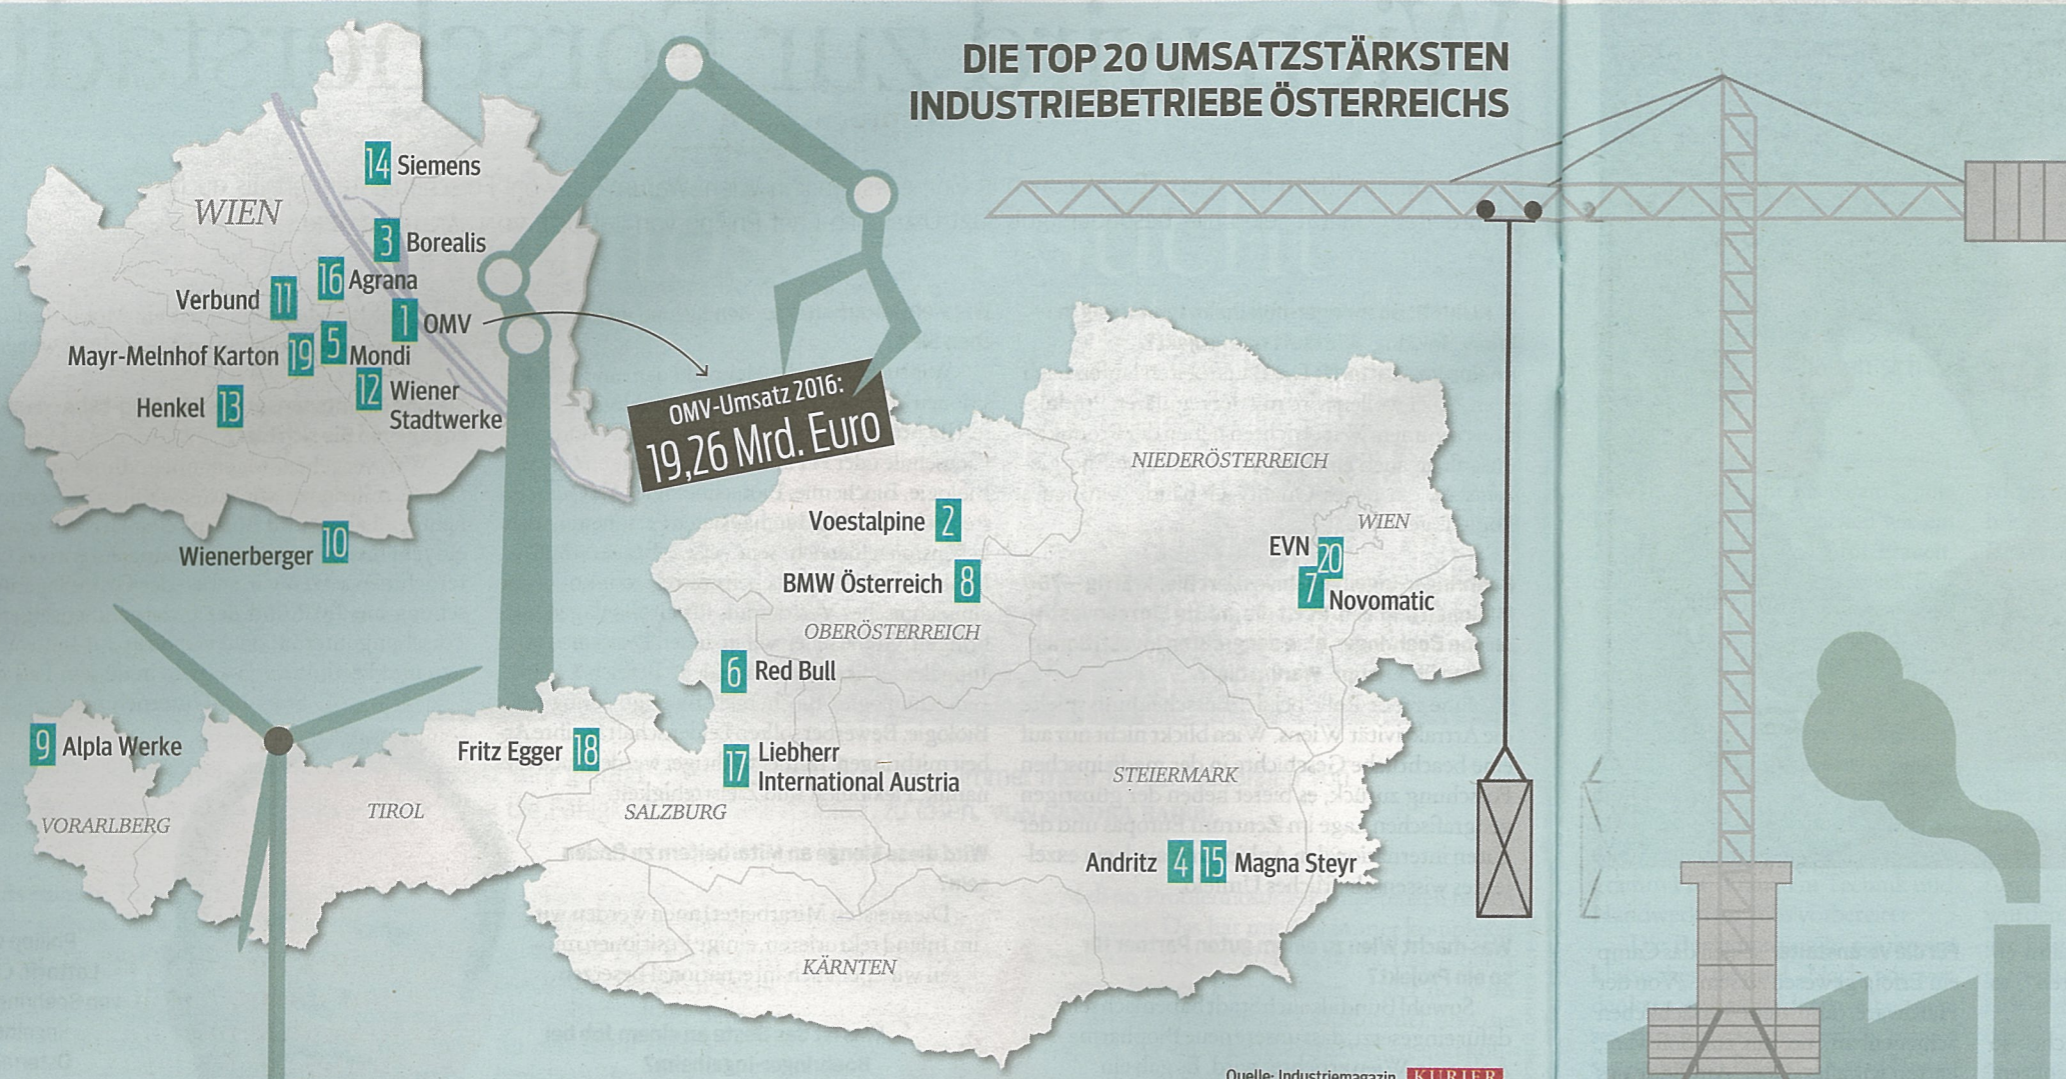 DIE TOP 20 UMSATZSTÄRKSTEN
INDUSTRIEBETRIEBE ÖSTERREICHS
14 Siemens
WIEN
3 Borealis
16 Agrana
Verbund 11
1 OMV
Mayr-Melnhof Karton 19
5 Mondi
12 Wiener
Stadtwerke
Henkel 13
Wienerberger 10
OMV-Umsatz 2016:
19,26 Mrd. Euro
NIEDERÖSTERREICH
WIEN
Voestalpine 2
EVN 20
BMW Österreich 8
7 Novomatic
OBERÖSTERREICH
6 Red Bull
9 Alpla Werke
Fritz Egger 18
17 Liebherr
International Austria
STEIERMARK
VORARLBERG
TIROL
SALZBURG
Andritz 4
15 Magna Steyr
KÄRNTEN
Quelle: Industriemagazin KURIER